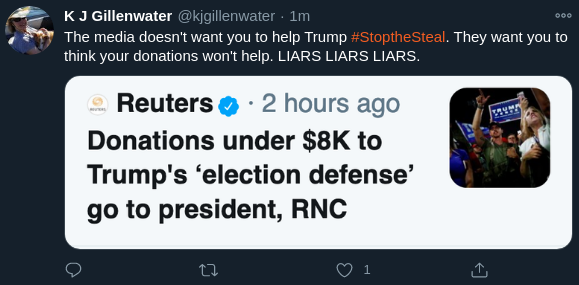 K J Gillenwater @kjgillenwater · 1m
The media doesn't want you to help Trump #StoptheSteal. They want you to
think your donations won't help. LIARS LIARS LIARS.
Reuters · 2 hours ago
Donations under $8K to
Trump's ‘election defense’
go to president, RNC
TRUMP
1